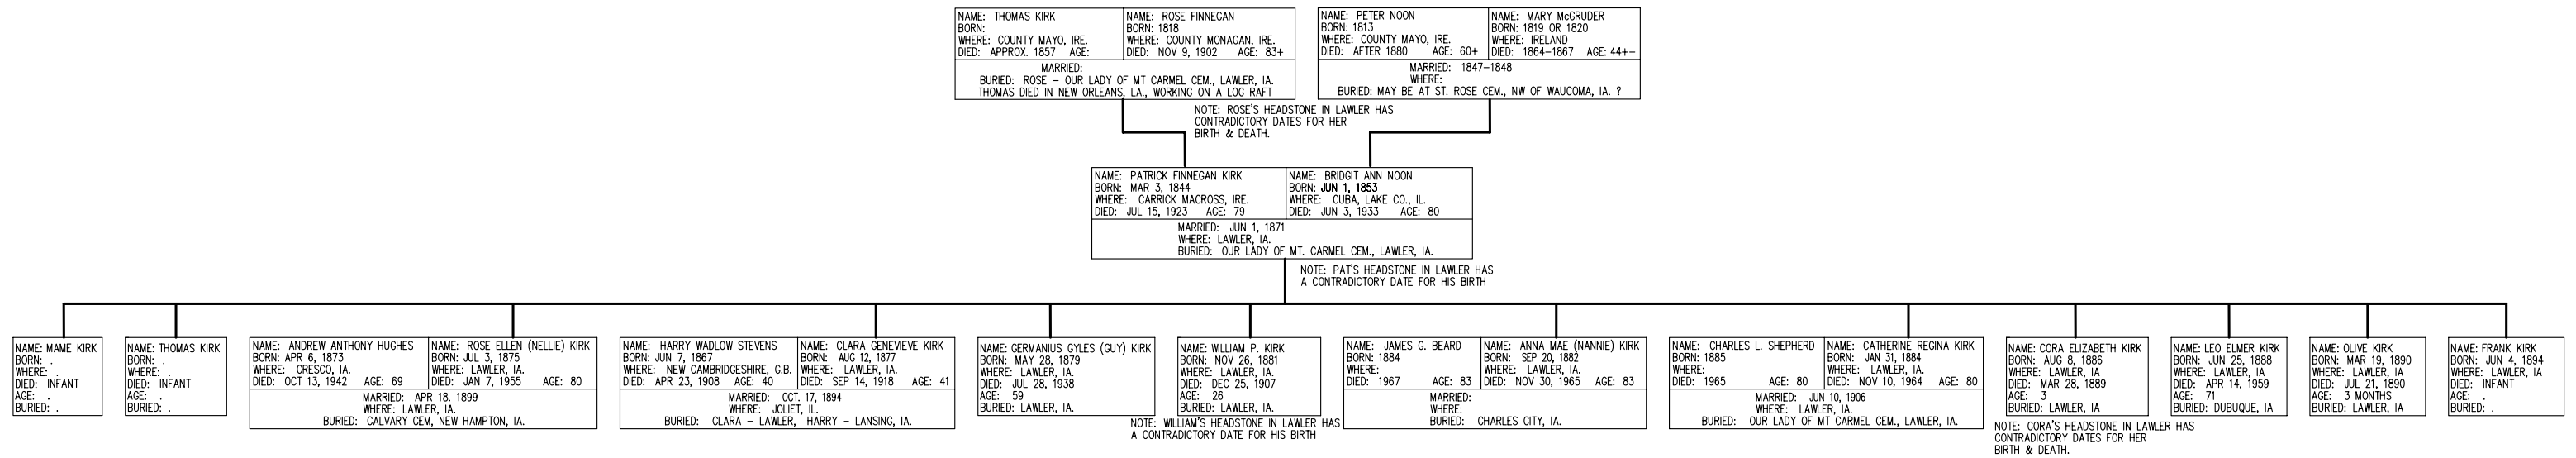 NAME: THOMAS KIRK
BORN:
WHERE: COUNTY MAYO, IRE.
DIED: APPROX. 1857 AGE:
NAME: ROSE FINNEGAN
BORN: 1818
WHERE: COUNTY MONAGAN, IRE.
DIED: NOV 9, 1902 AGE: 83+
MARRIED:
BURIED: ROSE – OUR LADY OF MT CARMEL CEM., LAWLER, IA.
THOMAS DIED IN NEW ORLEANS, LA., WORKING ON A LOG RAFT
NAME: PETER NOON
BORN: 1813
WHERE: COUNTY MAYO, IRE.
DIED: AFTER 1880 AGE: 60+
NAME: MARY McGRUDER
BORN: 1819 OR 1820
WHERE: IRELAND
DIED: 1864–1867 AGE: 44+–
MARRIED: 1847–1848
WHERE:
BURIED: MAY BE AT ST. ROSE CEM., NW OF WAUCOMA, IA. ?
NOTE: ROSE'S HEADSTONE IN LAWLER HAS
CONTRADICTORY DATES FOR HER
BIRTH & DEATH.
NAME: PATRICK FINNEGAN KIRK
BORN: MAR 3, 1844
WHERE: CARRICK MACROSS, IRE.
DIED: JUL 15, 1923 AGE: 79
NAME: BRIDGIT ANN NOON
BORN: JUN 1, 1853
WHERE: CUBA, LAKE CO., IL.
DIED: JUN 3, 1933 AGE: 80
MARRIED: JUN 1, 1871
WHERE: LAWLER, IA.
BURIED: OUR LADY OF MT. CARMEL CEM., LAWLER, IA.
NOTE: PAT'S HEADSTONE IN LAWLER HAS
A CONTRADICTORY DATE FOR HIS BIRTH
NAME: MAME KIRK
BORN: .
WHERE: .
DIED: INFANT
AGE: .
BURIED: .
NAME: THOMAS KIRK
BORN: .
WHERE: .
DIED: INFANT
AGE: .
BURIED: .
NAME: ANDREW ANTHONY HUGHES
BORN: APR 6, 1873
WHERE: CRESCO, IA.
DIED: OCT 13, 1942 AGE: 69
NAME: ROSE ELLEN (NELLIE) KIRK
BORN: JUL 3, 1875
WHERE: LAWLER, IA.
DIED: JAN 7, 1955 AGE: 80
MARRIED: APR 18. 1899
WHERE: LAWLER, IA.
BURIED: CALVARY CEM, NEW HAMPTON, IA.
NAME: HARRY WADLOW STEVENS
BORN: JUN 7, 1867
WHERE: NEW CAMBRIDGESHIRE, G.B.
DIED: APR 23, 1908 AGE: 40
NAME: CLARA GENEVIEVE KIRK
BORN: AUG 12, 1877
WHERE: LAWLER, IA.
DIED: SEP 14, 1918 AGE: 41
MARRIED: OCT. 17, 1894
WHERE: JOLIET, IL.
BURIED: CLARA – LAWLER, HARRY – LANSING, IA.
NAME: GERMANIUS GYLES (GUY) KIRK
BORN: MAY 28, 1879
WHERE: LAWLER, IA.
DIED: JUL 28, 1938
AGE: 59
BURIED: LAWLER, IA.
NAME: WILLIAM P. KIRK
BORN: NOV 26, 1881
WHERE: LAWLER, IA.
DIED: DEC 25, 1907
AGE: 26
BURIED: LAWLER, IA.
NOTE: WILLIAM'S HEADSTONE IN LAWLER HAS
A CONTRADICTORY DATE FOR HIS BIRTH
NAME: JAMES G. BEARD
BORN: 1884
WHERE:
DIED: 1967 AGE: 83
NAME: ANNA MAE (NANNIE) KIRK
BORN: SEP 20, 1882
WHERE: LAWLER, IA.
DIED: NOV 30, 1965 AGE: 83
MARRIED:
WHERE:
BURIED: CHARLES CITY, IA.
NAME: CHARLES L. SHEPHERD
BORN: 1885
WHERE:
DIED: 1965 AGE: 80
NAME: CATHERINE REGINA KIRK
BORN: JAN 31, 1884
WHERE: LAWLER, IA.
DIED: NOV 10, 1964 AGE: 80
MARRIED: JUN 10, 1906
WHERE: LAWLER, IA.
BURIED: OUR LADY OF MT CARMEL CEM., LAWLER, IA.
NAME: CORA ELIZABETH KIRK
BORN: AUG 8, 1886
WHERE: LAWLER, IA
DIED: MAR 28, 1889
AGE: 3
BURIED: LAWLER, IA
NOTE: CORA'S HEADSTONE IN LAWLER HAS
CONTRADICTORY DATES FOR HER
BIRTH & DEATH.
NAME: LEO ELMER KIRK
BORN: JUN 25, 1888
WHERE: LAWLER, IA
DIED: APR 14, 1959
AGE: 71
BURIED: DUBUQUE, IA
NAME: OLIVE KIRK
BORN: MAR 19, 1890
WHERE: LAWLER, IA
DIED: JUL 21, 1890
AGE: 3 MONTHS
BURIED: LAWLER, IA
NAME: FRANK KIRK
BORN: JUN 4, 1894
WHERE: LAWLER, IA
DIED: INFANT
AGE: .
BURIED: .